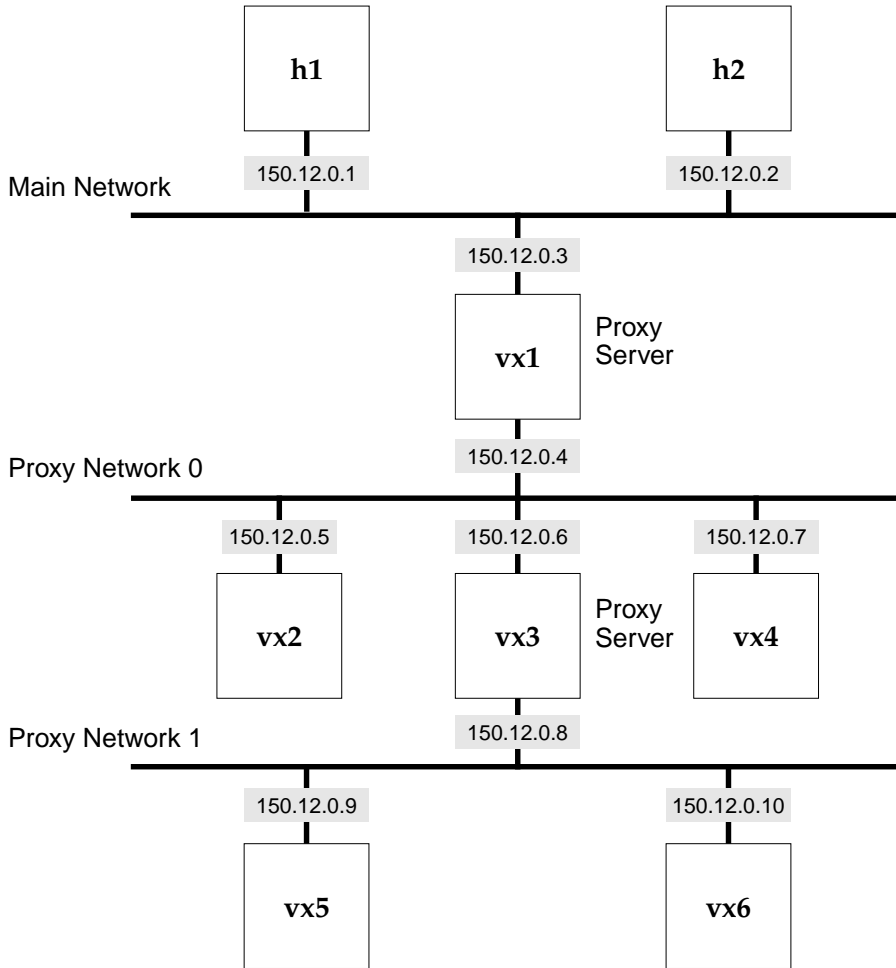 h1
h2
150.12.0.1
150.12.0.2
Main Network
150.12.0.3
vx1
Proxy
Server
150.12.0.4
Proxy Network 0
150.12.0.5
150.12.0.6
150.12.0.7
vx2
vx3
Proxy
Server
vx4
150.12.0.8
Proxy Network 1
150.12.0.9
150.12.0.10
vx5
vx6